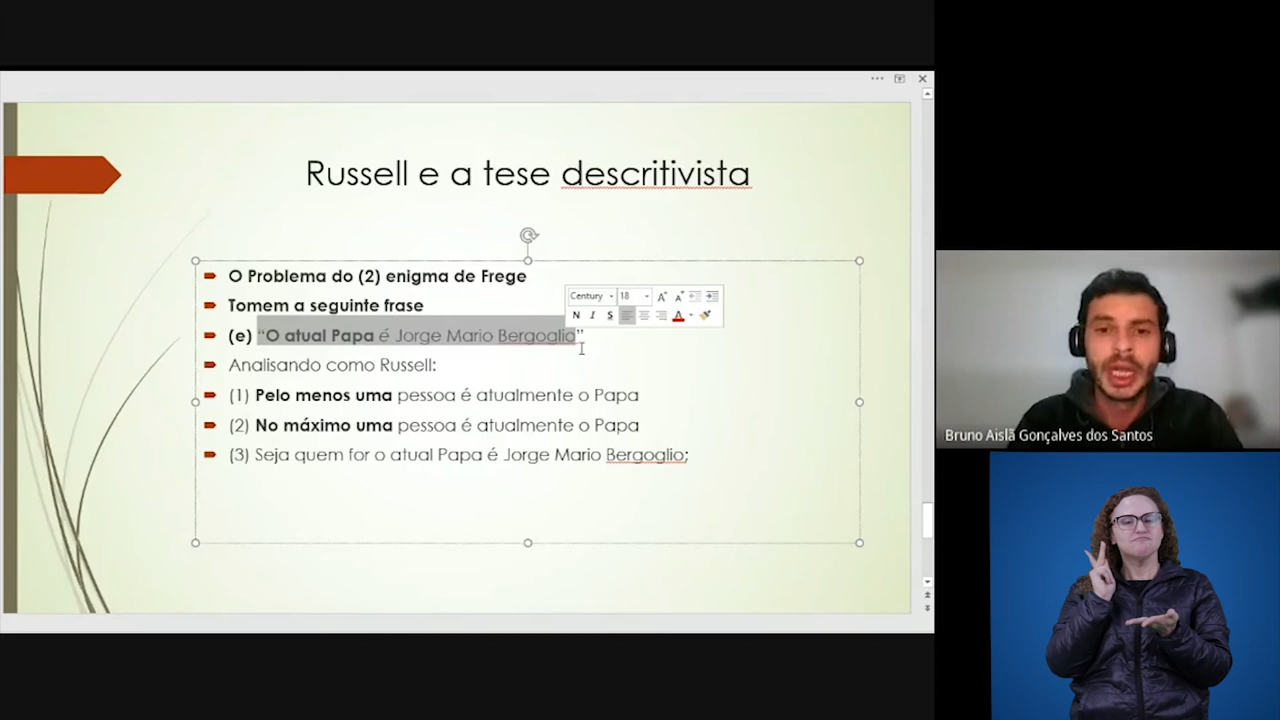 Russell e a tese descritivista
O Problema do (2) enigma de Frege
Tomem a seguinte frase
(e) “O atual Papa é Jorge Mario Bergoglio”
Century 18
N I S A
Analisando como Russell:
(1) Pelo menos uma pessoa é atualmente o Papa
(2) No máximo uma pessoa é atualmente o Papa
(3) Seja quem for o atual Papa é Jorge Mario Bergoglio;
Bruno Aislã Gonçalves dos Santos